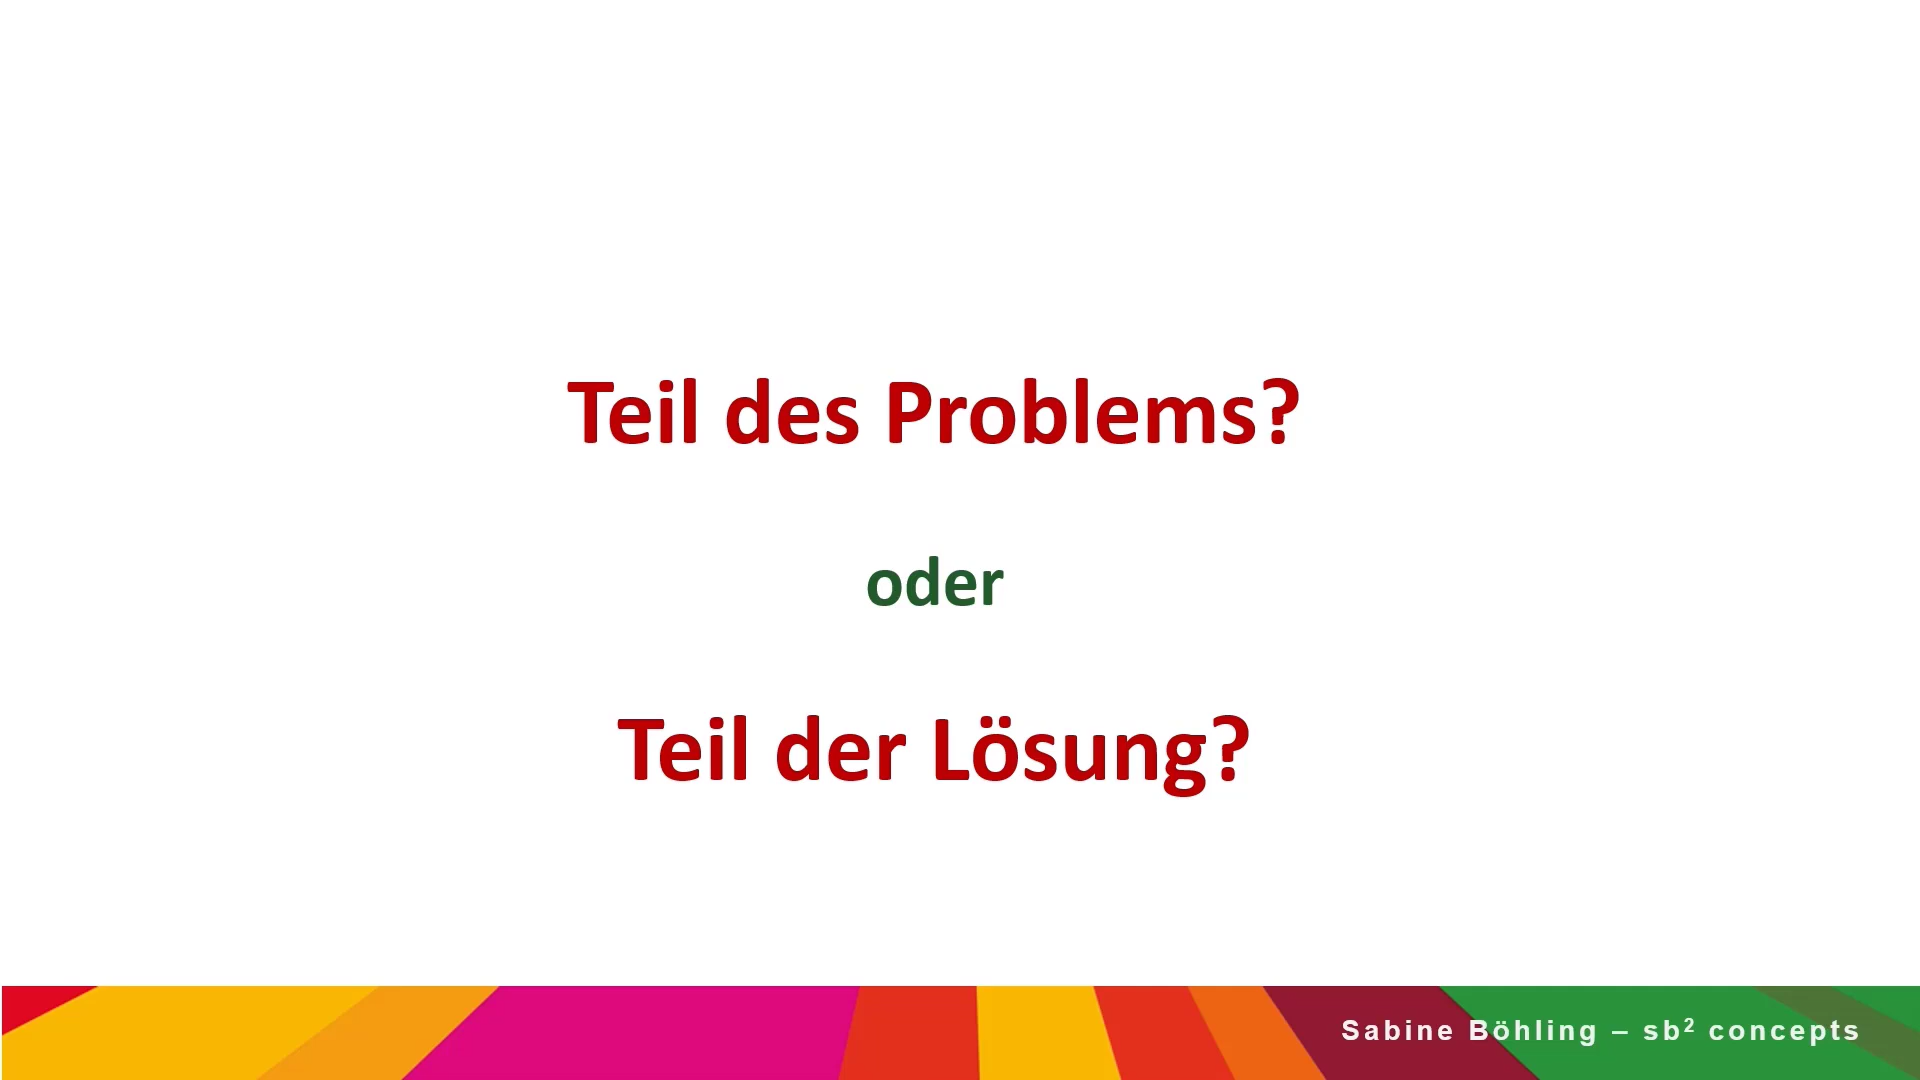 Teil des Problems?
oder
Teil der Lösung?
Sabine Böhling – sb² concepts